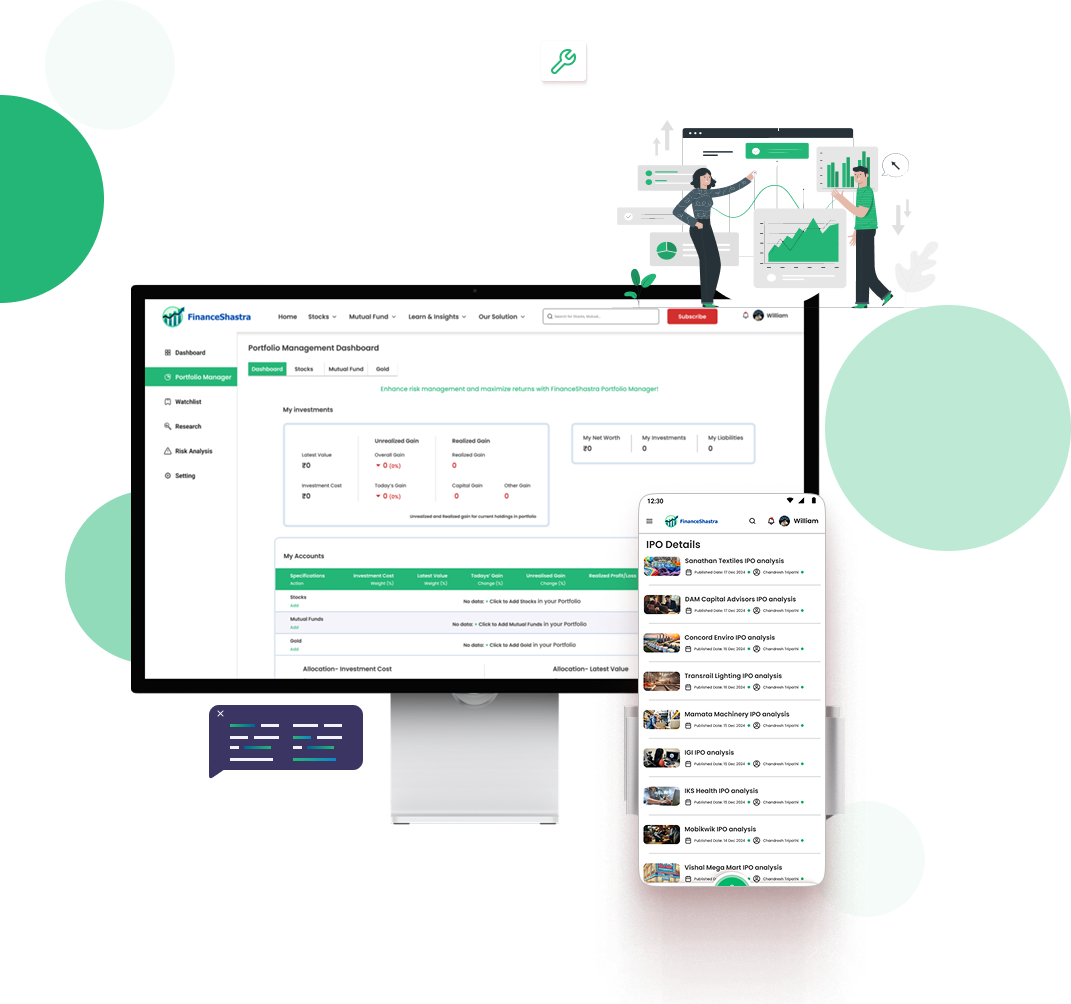 FinanceShastra
Home Stocks Mutual Fund Learn & Insights Our Solution
Subscribe
William
Dashboard
Portfolio Manager
Watchlist
Research
Risk Analysis
Setting
Portfolio Management Dashboard
Dashboard Stocks Mutual Fund Gold
Enhance risk management and maximize returns with FinanceShastra Portfolio Manager!
My investments
Unrealized Gain Realized Gain
Latest Value Overall Gain Realized Gain
₹0 0 (0%) 0
Investment Cost Today's Gain Capital Gain Other Gain
₹0 0 (0%) 0 0
Unrealized and Realized gain for current holdings in portfolio.
My Net Worth My Investments My Liabilities
₹0 0 0
My Accounts
Specifications Investment Cost Latest Value Todays' Gain Unrealised Gain Realized Profit/Loss
Action Weight (%) Weight (%) Change (%) Change (%)
Stocks
Add
No data: + Click to Add Stocks in your Portfolio
Mutual Funds
Add
No data: + Click to Add Mutual Funds in your Portfolio
Gold
Add
No data: + Click to Add Gold in your Portfolio
Allocation- Investment Cost Allocation- Latest Value
12:30
FinanceShastra William
IPO Details
Sanathan Textiles IPO analysis
Published Date: 17 Dec 2024 Chandresh Tripathi
DAM Capital Advisors IPO analysis
Published Date: 17 Dec 2024 Chandresh Tripathi
Concord Enviro IPO analysis
Published Date: 16 Dec 2024 Chandresh Tripathi
Transrail Lighting IPO analysis
Published Date: 16 Dec 2024 Chandresh Tripathi
Mamata Machinery IPO analysis
Published Date: 15 Dec 2024 Chandresh Tripathi
IGI IPO analysis
Published Date: 15 Dec 2024 Chandresh Tripathi
IKS Health IPO analysis
Published Date: 15 Dec 2024 Chandresh Tripathi
Mobikwik IPO analysis
Published Date: 14 Dec 2024 Chandresh Tripathi
Vishal Mega Mart IPO analysis
Published Chandresh Tripathi